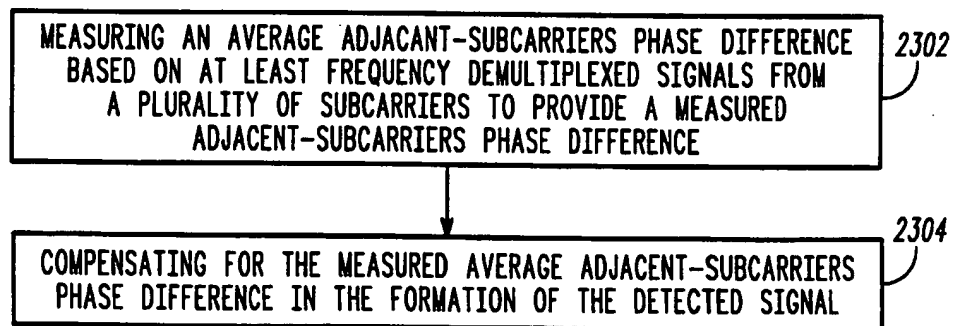 MEASURING AN AVERAGE ADJACANT-SUBCARRIERS PHASE DIFFERENCE
BASED ON AT LEAST FREQUENCY DEMULTIPLEXED SIGNALS FROM
A PLURALITY OF SUBCARRIERS TO PROVIDE A MEASURED
ADJACENT-SUBCARRIERS PHASE DIFFERENCE
2302
COMPENSATING FOR THE MEASURED AVERAGE ADJACENT-SUBCARRIERS
PHASE DIFFERENCE IN THE FORMATION OF THE DETECTED SIGNAL
2304